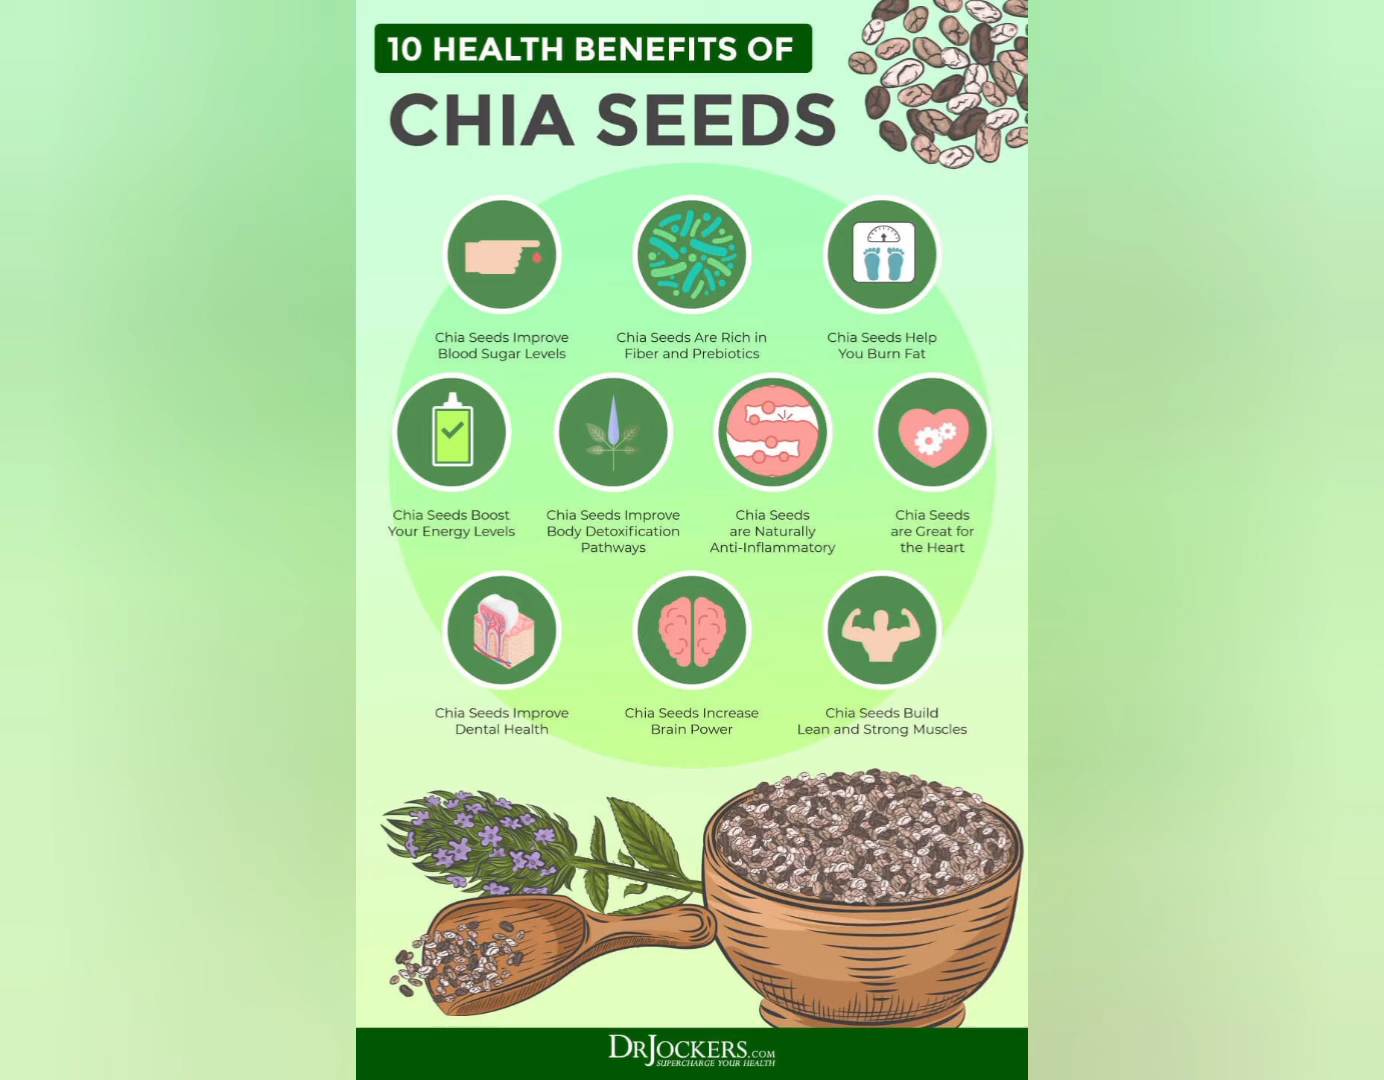 10 HEALTH BENEFITS OF
CHIA SEEDS
Chia Seeds Improve
Blood Sugar Levels
Chia Seeds Are Rich in
Fiber and Prebiotics
Chia Seeds Help
You Burn Fat
Chia Seeds Boost
Your Energy Levels
Chia Seeds Improve
Body Detoxification
Pathways
Chia Seeds
are Naturally
Anti-Inflammatory
Chia Seeds
are Great for
the Heart
Chia Seeds Improve
Dental Health
Chia Seeds Increase
Brain Power
Chia Seeds Build
Lean and Strong Muscles
DRJOCKERS.COM
SUPERCHARGE YOUR HEALTH